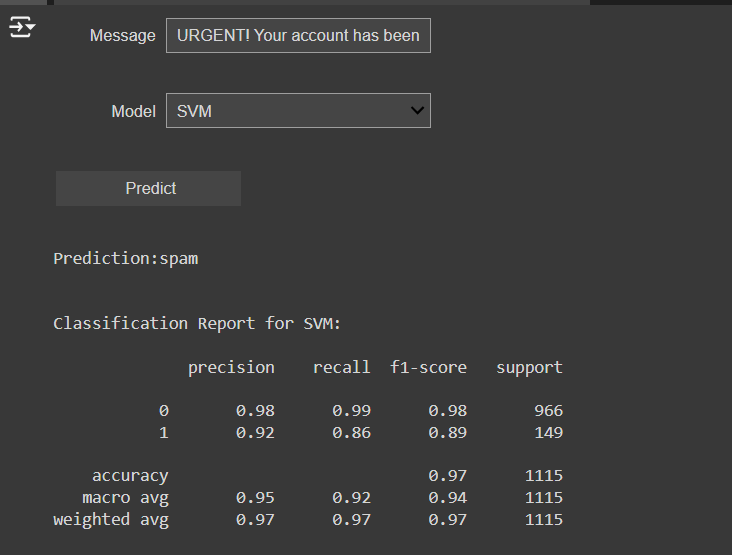 Message URGENT! Your account has been
Model SVM
Predict
Prediction:spam
Classification Report for SVM:
precision recall f1-score support
0 0.98 0.99 0.98 966
1 0.92 0.86 0.89 149
accuracy 0.97 1115
macro avg 0.95 0.92 0.94 1115
weighted avg 0.97 0.97 0.97 1115